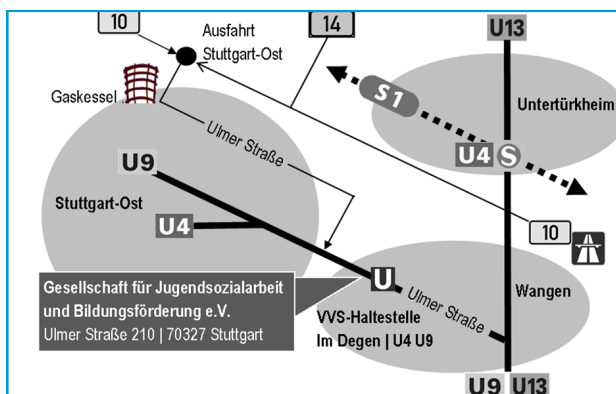 10
Ausfahrt
Stuttgart-Ost
14
U13
Gaskessel
S1
Untertürkheim
Ulmer Straße
U9
U4 S
Stuttgart-Ost
U4
10
U
Gesellschaft für Jugendsozialarbeit
und Bildungsförderung e.V.
Ulmer Straße 210 | 70327 Stuttgart
Ulmer Straße
Wangen
VVS-Haltestelle
Im Degen | U4 U9
U9 U13